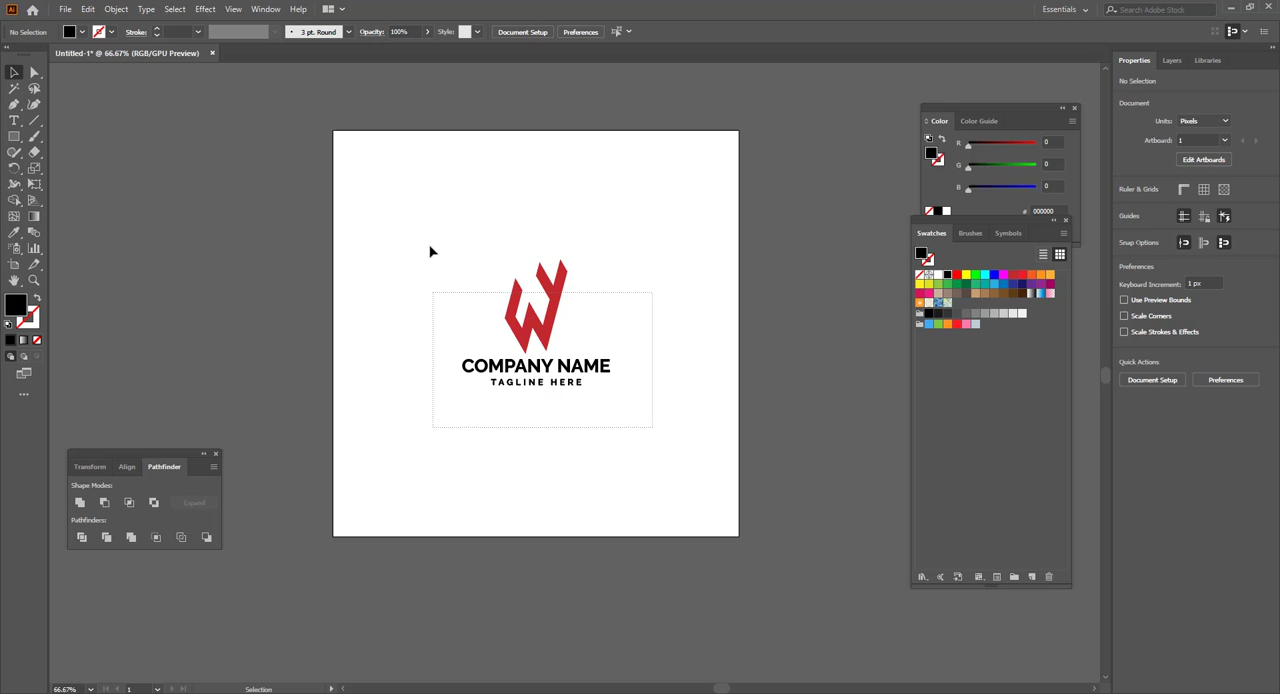 Ai File Edit Object Type Select Effect View Window Help Essentials Search Adobe Stock
No Selection Stroke: 3 pt. Round Opacity: 100% Style: Document Setup Preferences
Untitled-1* @ 66.67% (RGB/GPU Preview)
Properties Layers Libraries
No Selection
Document
Units: Pixels
Artboard: 1
Edit Artboards
Ruler & Grids
Guides
Snap Options
Preferences
Keyboard Increment: 1 px
Use Preview Bounds
Scale Corners
Scale Strokes & Effects
Quick Actions
Document Setup Preferences
Color Color Guide
R 0
G 0
B 0
# 000000
Swatches Brushes Symbols
COMPANY NAME
TAGLINE HERE
Transform Align Pathfinder
Shape Modes:
Expand
Pathfinders:
66.67% 1 Selection